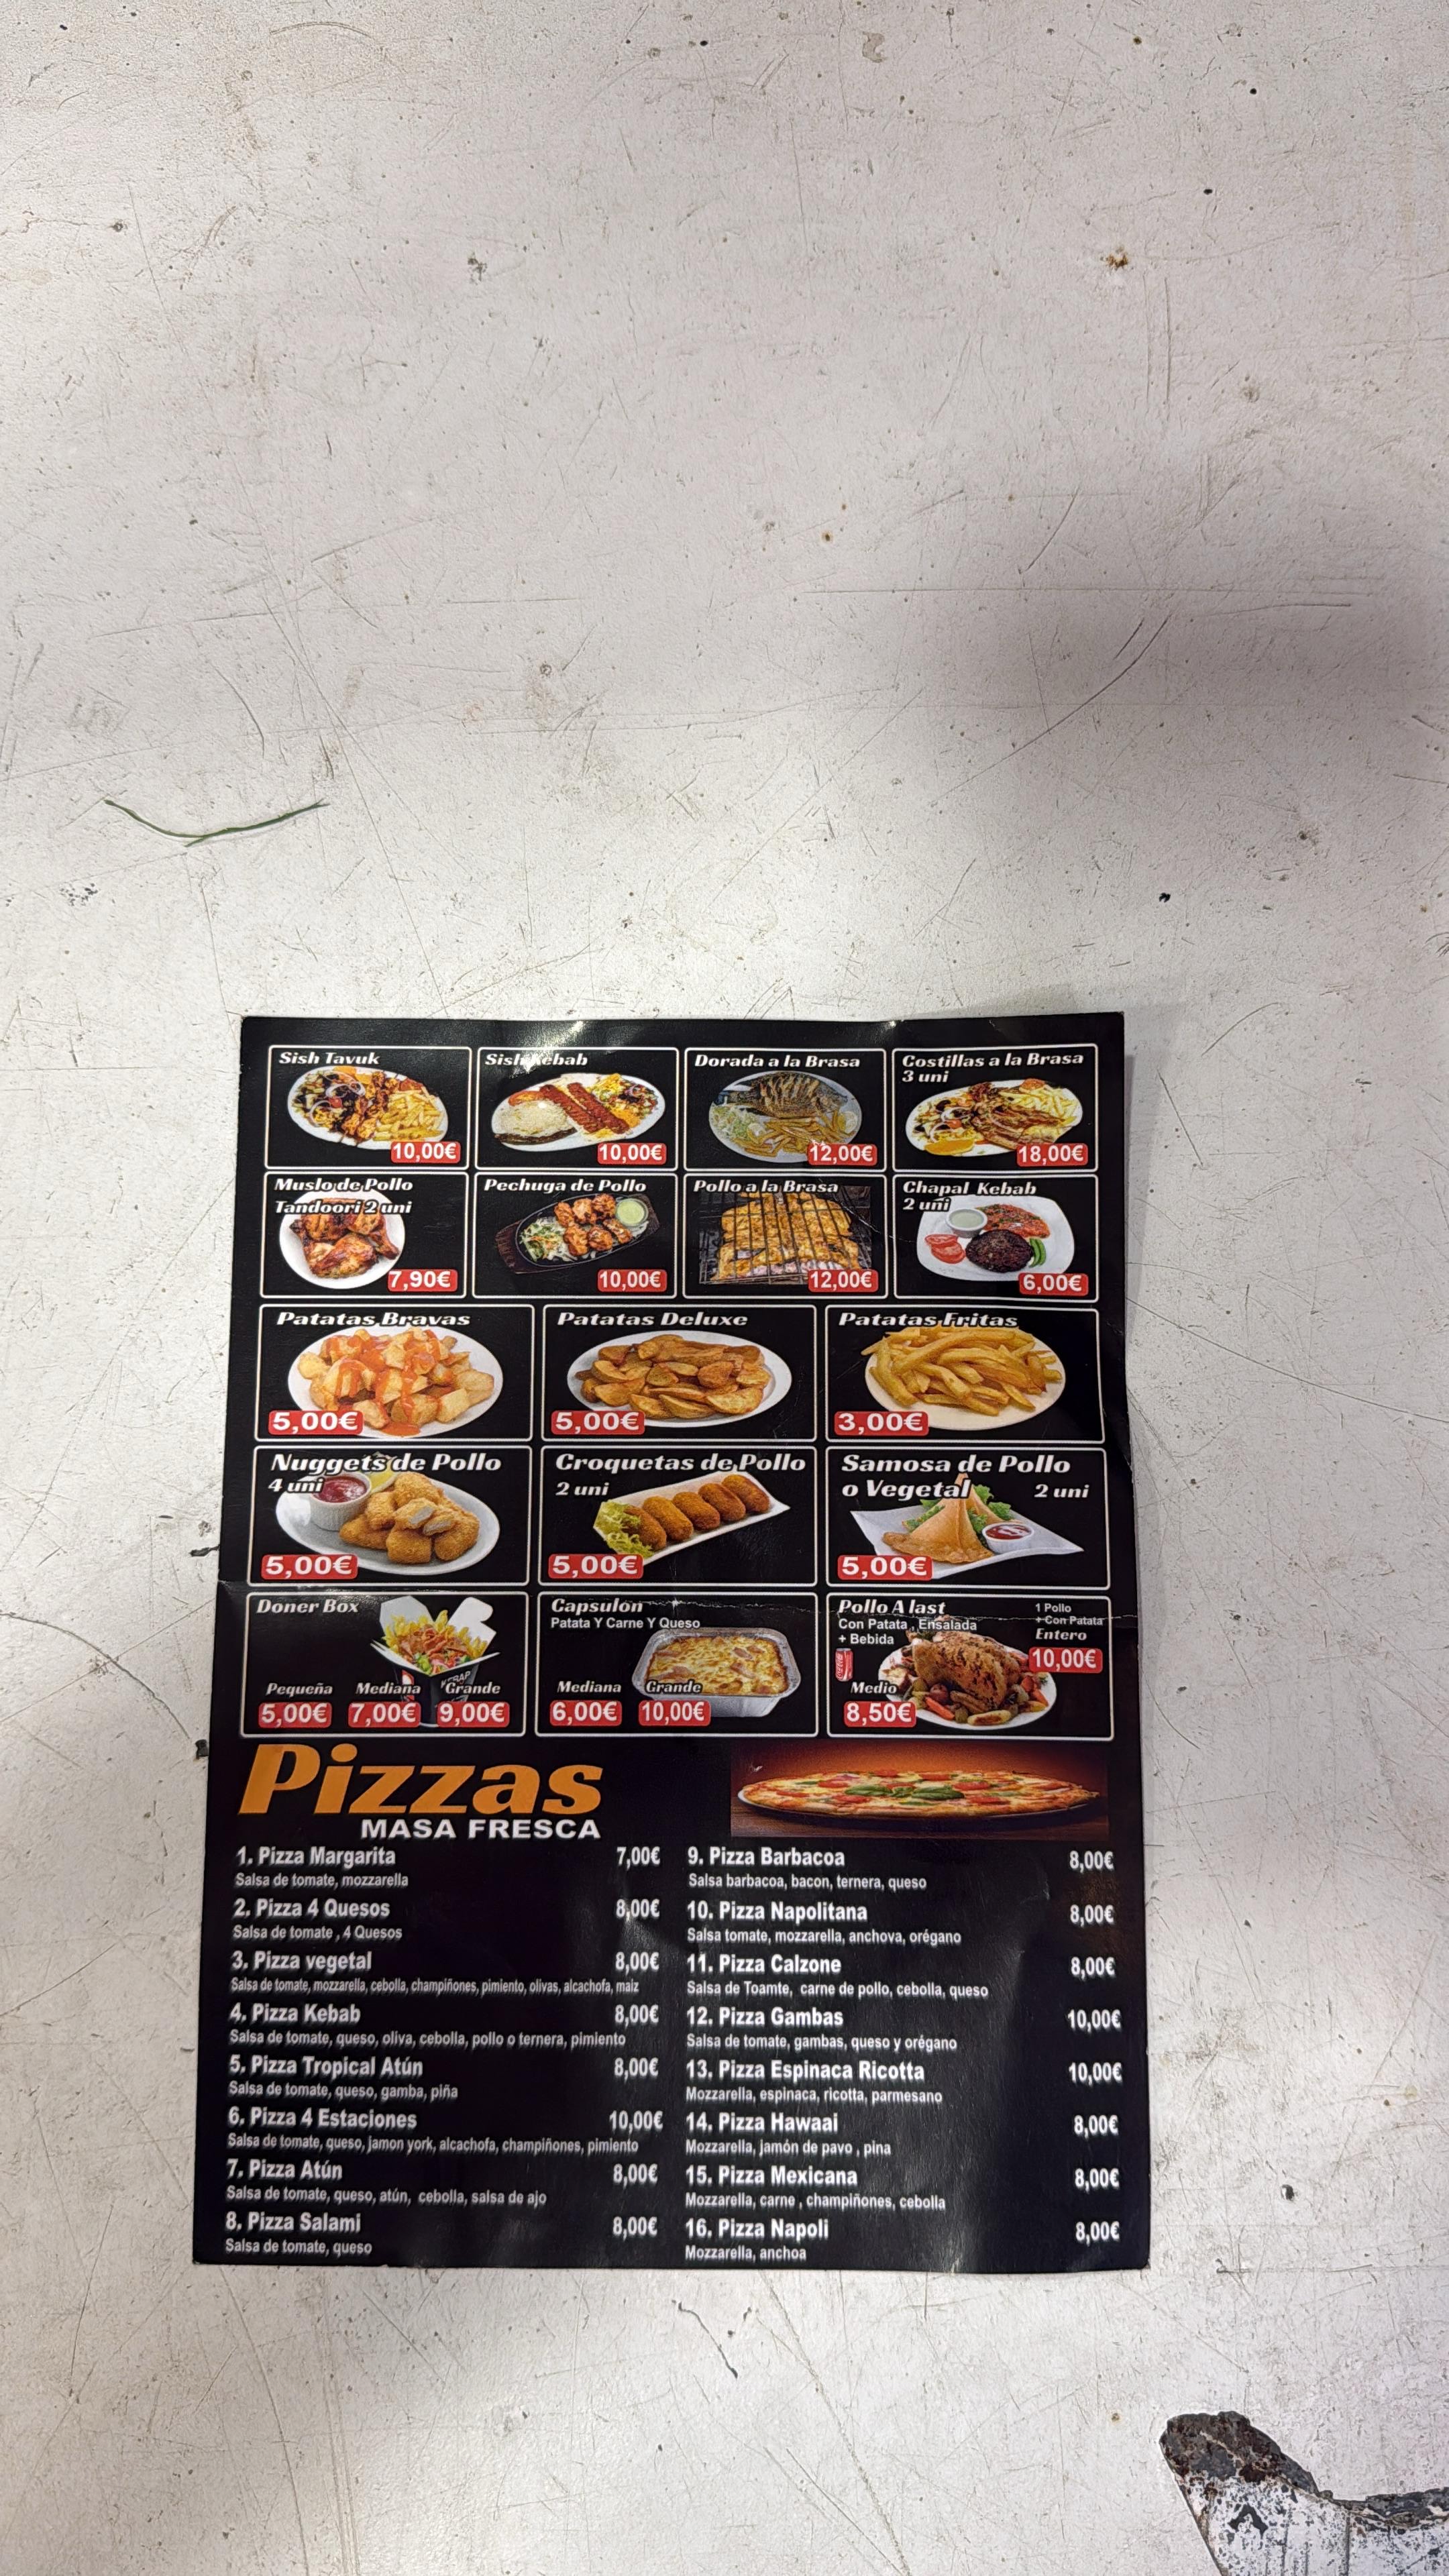 Sish Tavuk
10,00€
Sish Kebab
10,00€
Dorada a la Brasa
12,00€
Costillas a la Brasa
3 uni
18,00€
Muslo de Pollo
Tandoori 2 uni
7,90€
Pechuga de Pollo
10,00€
Pollo a la Brasa
12,00€
Chapal Kebab
2 uni
6,00€
Patatas Bravas
5,00€
Patatas Deluxe
5,00€
Patatas Fritas
3,00€
Nuggets de Pollo
4 uni
5,00€
Croquetas de Pollo
2 uni
5,00€
Samosa de Pollo
o Vegetal 2 uni
5,00€
Doner Box
Pequeña Mediana Grande
5,00€ 7,00€ 9,00€
Capsulon
Patata Y Carne Y Queso
Mediana Grande
6,00€ 10,00€
Pollo A last
Con Patata , Ensalada
+ Bebida
Medio
8,50€
1 Pollo
+ Con Patata
Entero
10,00€
Pizzas
MASA FRESCA
1. Pizza Margarita 7,00€
Salsa de tomate, mozzarella
2. Pizza 4 Quesos 8,00€
Salsa de tomate , 4 Quesos
3. Pizza vegetal 8,00€
Salsa de tomate, mozzarella, cebolla, champiñones, pimiento, olivas, alcachofa, maiz
4. Pizza Kebab 8,00€
Salsa de tomate, queso, oliva, cebolla, pollo o ternera, pimiento
5. Pizza Tropical Atún 8,00€
Salsa de tomate, queso, gamba, piña
6. Pizza 4 Estaciones 10,00€
Salsa de tomate, queso, jamon york, alcachofa, champiñones, pimiento
7. Pizza Atún 8,00€
Salsa de tomate, queso, atún, cebolla, salsa de ajo
8. Pizza Salami 8,00€
Salsa de tomate, queso
9. Pizza Barbacoa 8,00€
Salsa barbacoa, bacon, ternera, queso
10. Pizza Napolitana 8,00€
Salsa tomate, mozzarella, anchova, orégano
11. Pizza Calzone 8,00€
Salsa de Toamte, carne de pollo, cebolla, queso
12. Pizza Gambas 10,00€
Salsa de tomate, gambas, queso y orégano
13. Pizza Espinaca Ricotta 10,00€
Mozzarella, espinaca, ricotta, parmesano
14. Pizza Hawaai 8,00€
Mozzarella, jamón de pavo , pina
15. Pizza Mexicana 8,00€
Mozzarella, carne , champiñones, cebolla
16. Pizza Napoli 8,00€
Mozzarella, anchoa